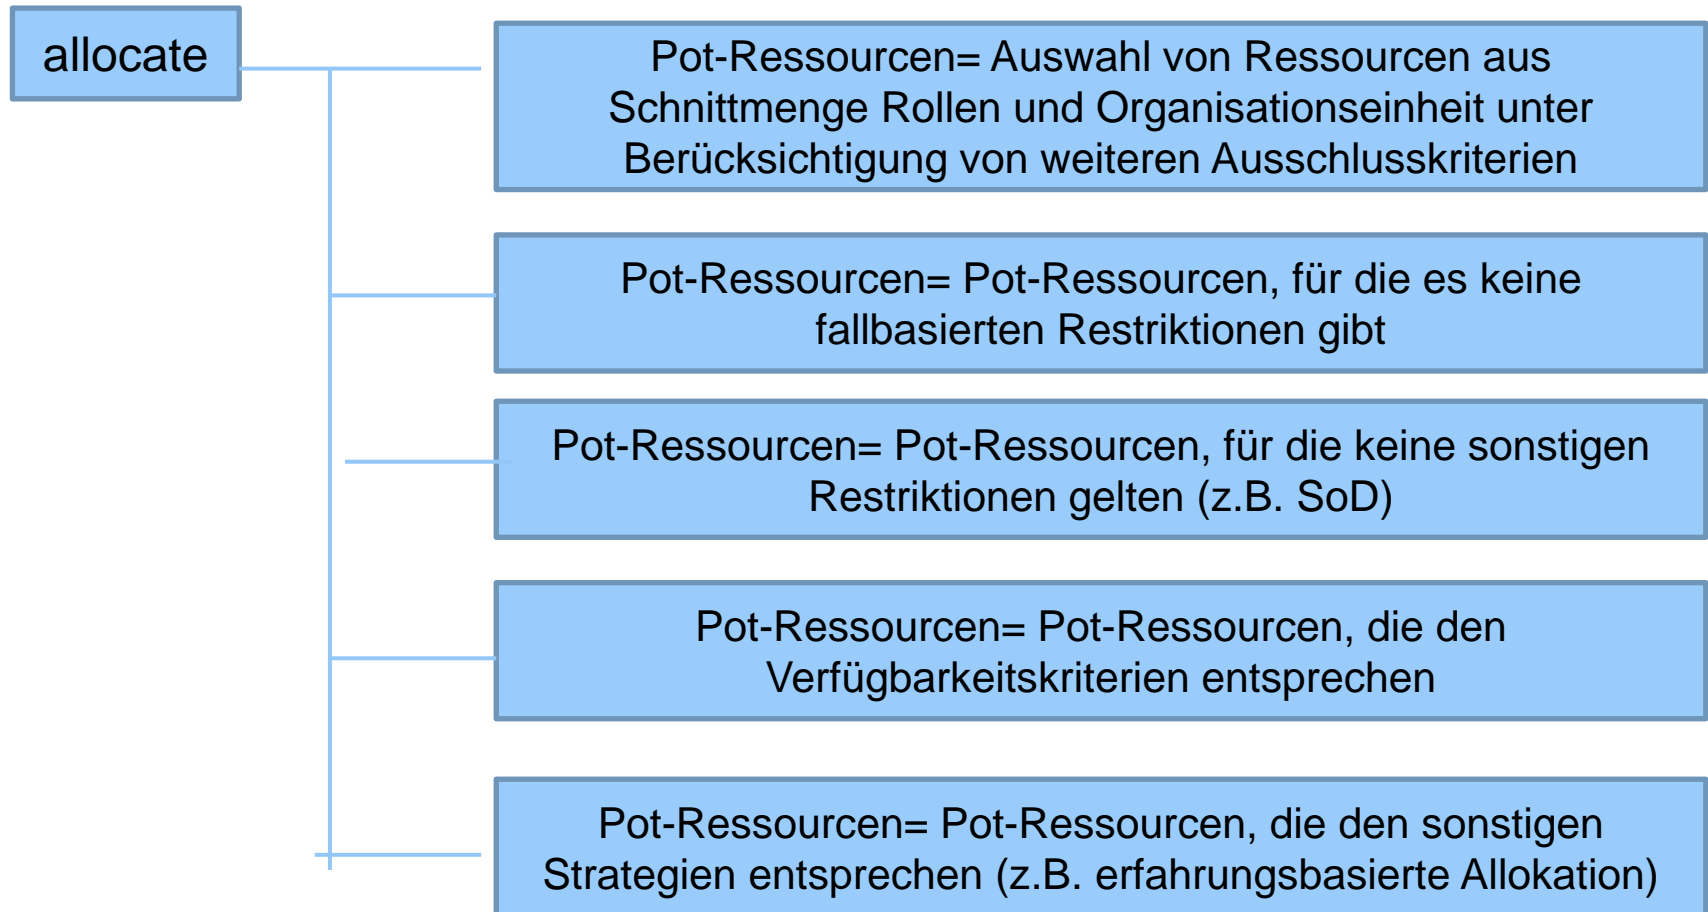 allocate
Pot-Ressourcen= Auswahl von Ressourcen aus
Schnittmenge Rollen und Organisationseinheit unter
Berücksichtigung von weiteren Ausschlusskriterien
Pot-Ressourcen= Pot-Ressourcen, für die es keine
fallbasierten Restriktionen gibt
Pot-Ressourcen= Pot-Ressourcen, für die keine sonstigen
Restriktionen gelten (z.B. SoD)
Pot-Ressourcen= Pot-Ressourcen, die den
Verfügbarkeitskriterien entsprechen
Pot-Ressourcen= Pot-Ressourcen, die den sonstigen
Strategien entsprechen (z.B. erfahrungsbasierte Allokation)